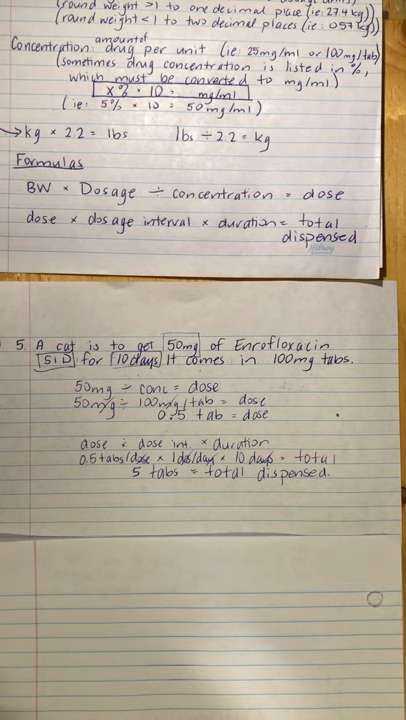 (round weight >1 to one decimal place (ie: 27.4 kg))
(round weight <1 to two decimal places (ie: 0.57 kg))
Concentration: amount of drug per unit (ie: 25mg/ml or 100mg/tab)
(sometimes drug concentration is listed in %,
which must be converted to mg/ml)
X% · 10 = mg/ml
(ie: 5% × 10 = 50mg/ml)
→kg × 2.2 = lbs lbs ÷ 2.2 = kg
Formulas
BW × Dosage ÷ concentration = dose
dose × dosage interval × duration = total
dispensed
Hilroy
5. A cat is to get 50mg of Enrofloxacin
SID for 10 days. It comes in 100mg tabs.
50mg ÷ conc = dose
50mg ÷ 100mg/tab = dose
0.5 tab = dose
dose × dose int. × duration
0.5 tabs/dose × 1dos/day × 10 days = total
5 tabs = total dispensed.